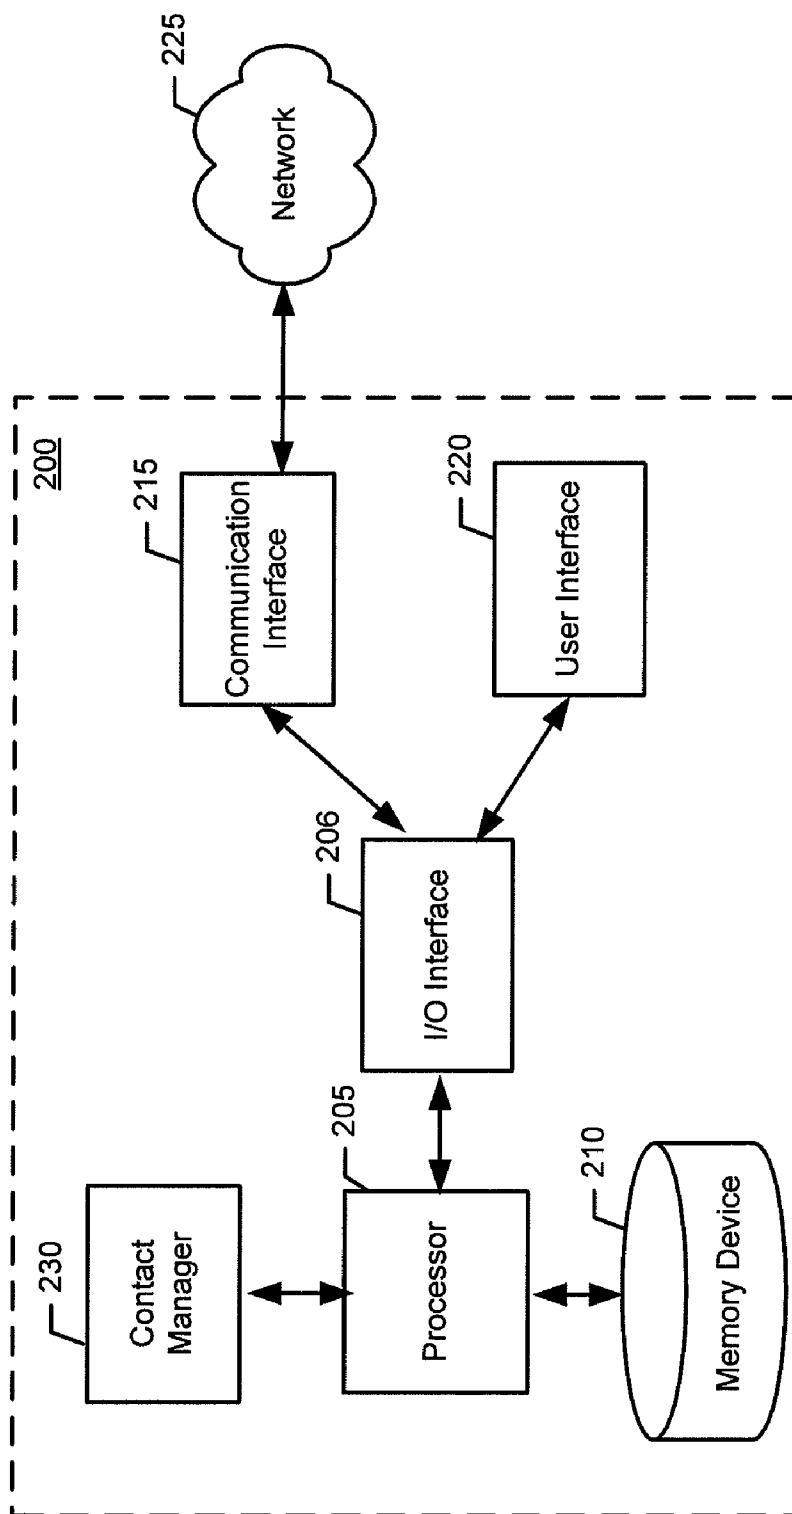 200
230
Contact
Manager
205
Processor
210
Memory Device
206
I/O Interface
215
Communication
Interface
220
User Interface
225
Network